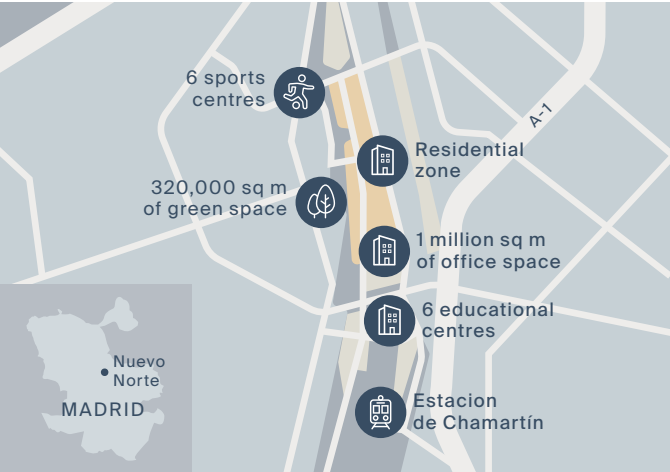 6 sports
centres
A-1
Residential
zone
320,000 sq m
of green space
1 million sq m
of office space
6 educational
centres
Nuevo
Norte
MADRID
Estacion
de Chamartín